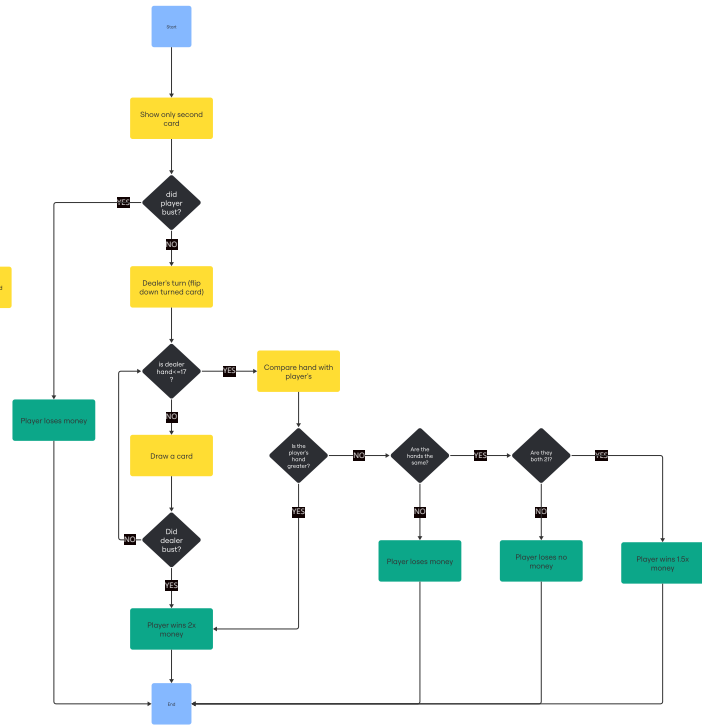 Start
Show only second
card
did
player
bust?
YES
NO
Dealer's turn (flip
down turned card)
d
is dealer
hand<=17
?
YES
Compare hand with
player's
NO
Player loses money
Draw a card
Is the
player's
hand
greater?
NO
Are the
hands the
same?
YES
Are they
both 21?
YES
YES
NO
NO
Did
dealer
bust?
NO
Player loses money
Player loses no
money
Player wins 1.5x
money
YES
Player wins 2x
money
End